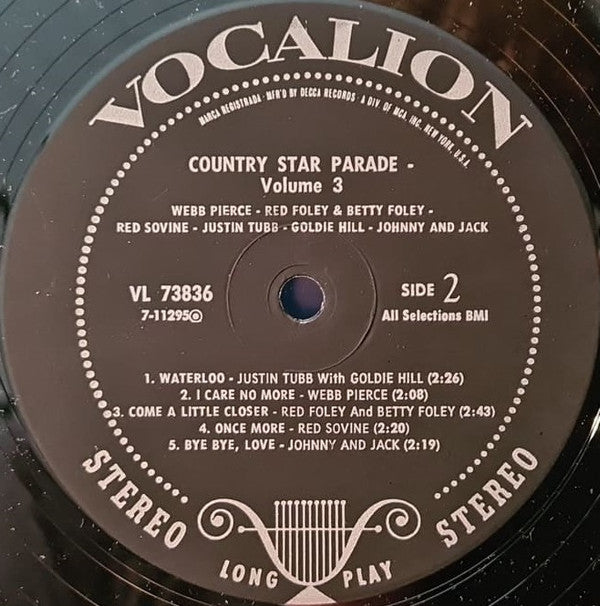 VOCALION
MARCA REGISTRADA · MFR'D BY DECCA RECORDS · A DIV. OF MCA, INC., NEW YORK, U.S.A.
COUNTRY STAR PARADE -
Volume 3
WEBB PIERCE - RED FOLEY & BETTY FOLEY -
RED SOVINE - JUSTIN TUBB - GOLDIE HILL - JOHNNY AND JACK
VL 73836
SIDE 2
7-11295
All Selections BMI
1. WATERLOO - JUSTIN TUBB With GOLDIE HILL (2:26)
2. I CARE NO MORE - WEBB PIERCE (2:08)
3. COME A LITTLE CLOSER - RED FOLEY And BETTY FOLEY (2:43)
4. ONCE MORE - RED SOVINE (2:20)
5. BYE BYE, LOVE - JOHNNY AND JACK (2:19)
STEREO
STEREO
LONG PLAY